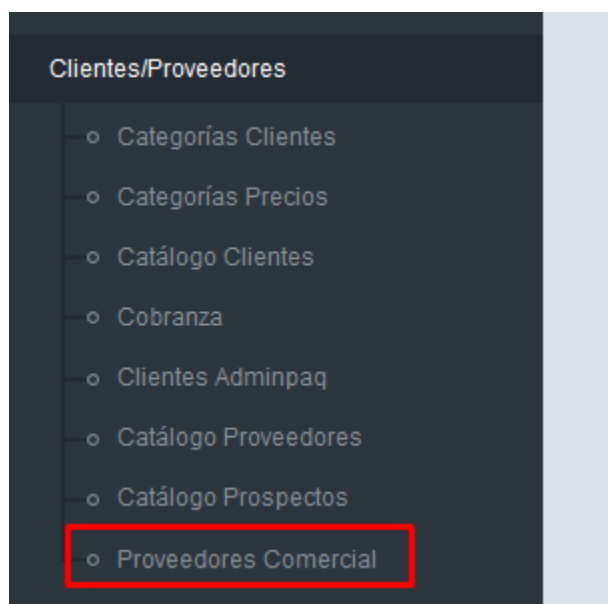 Clientes/Proveedores
Categorías Clientes
Categorías Precios
Catálogo Clientes
Cobranza
Clientes Adminpaq
Catálogo Proveedores
Catálogo Prospectos
Proveedores Comercial